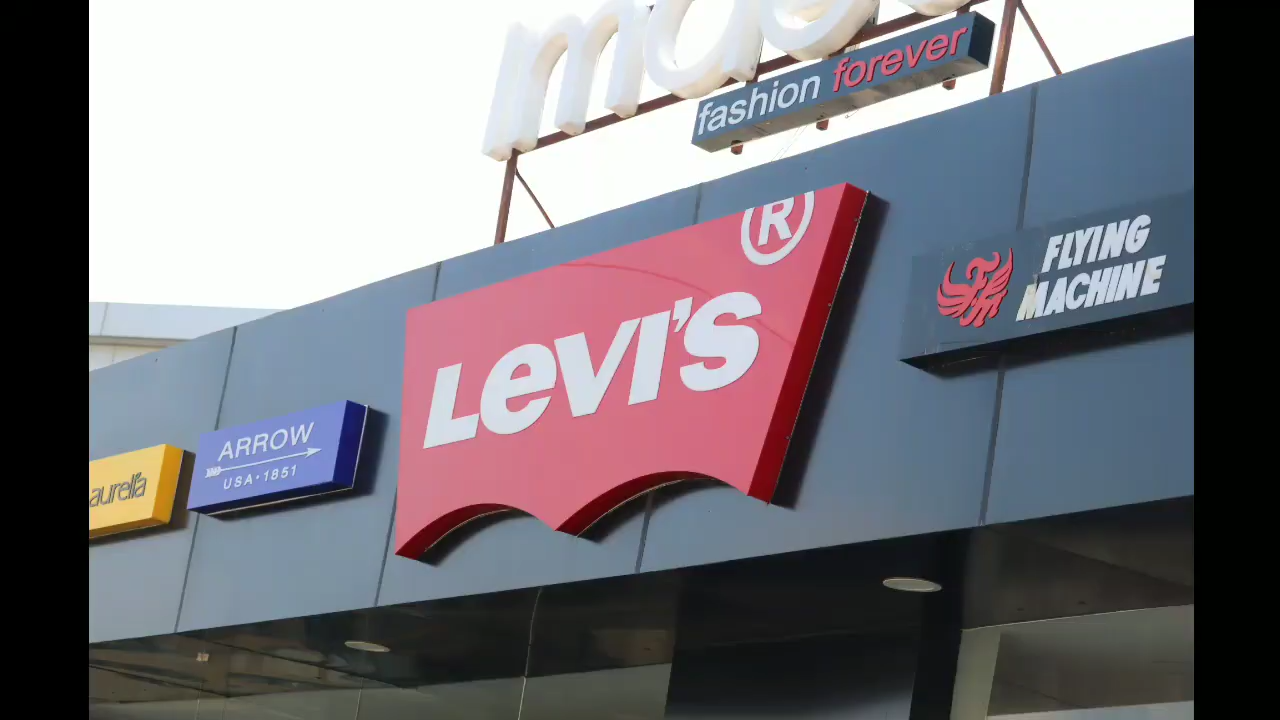 fashion forever
®
LEVI'S
FLYING
MACHINE
ARROW
USA·1851
aurelia